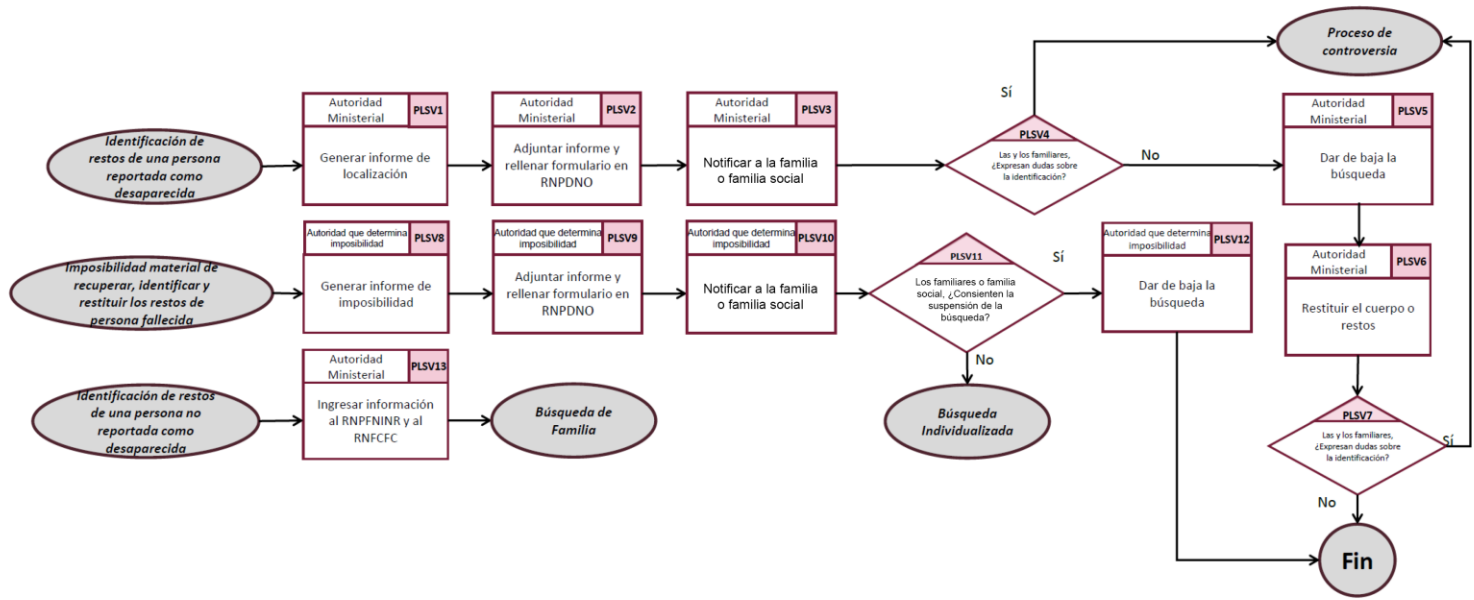 Proceso de
controversia
Sí
Identificación de
restos de una persona
reportada como
desaparecida
Autoridad
Ministerial
PLSV1
Generar informe de
localización
Autoridad
Ministerial
PLSV2
Adjuntar informe y
rellenar formulario en
RNPDNO
Autoridad
Ministerial
PLSV3
Notificar a la familia
o familia social
PLSV4
Las y los familiares,
¿Expresan dudas sobre
la identificación?
No
Autoridad
Ministerial
PLSV5
Dar de baja la
búsqueda
Imposibilidad material de
recuperar, identificar y
restituir los restos de
persona fallecida
Autoridad que determina
imposibilidad
PLSV8
Generar informe de
imposibilidad
Autoridad que determina
imposibilidad
PLSV9
Adjuntar informe y
rellenar formulario en
RNPDNO
Autoridad que determina
imposibilidad
PLSV10
Notificar a la familia
o familia social
PLSV11
Los familiares o familia
social, ¿Consienten la
suspensión de la
búsqueda?
Sí
No
Autoridad que determina
imposibilidad
PLSV12
Dar de baja la
búsqueda
Autoridad
Ministerial
PLSV6
Restituir el cuerpo o
restos
Identificación de restos
de una persona no
reportada como
desaparecida
Autoridad
Ministerial
PLSV13
Ingresar información
al RNPFNINR y al
RNFCFC
Búsqueda de
Familia
Búsqueda
Individualizada
PLSV7
Las y los familiares,
¿Expresan dudas sobre
la identificación?
Sí
No
Fin